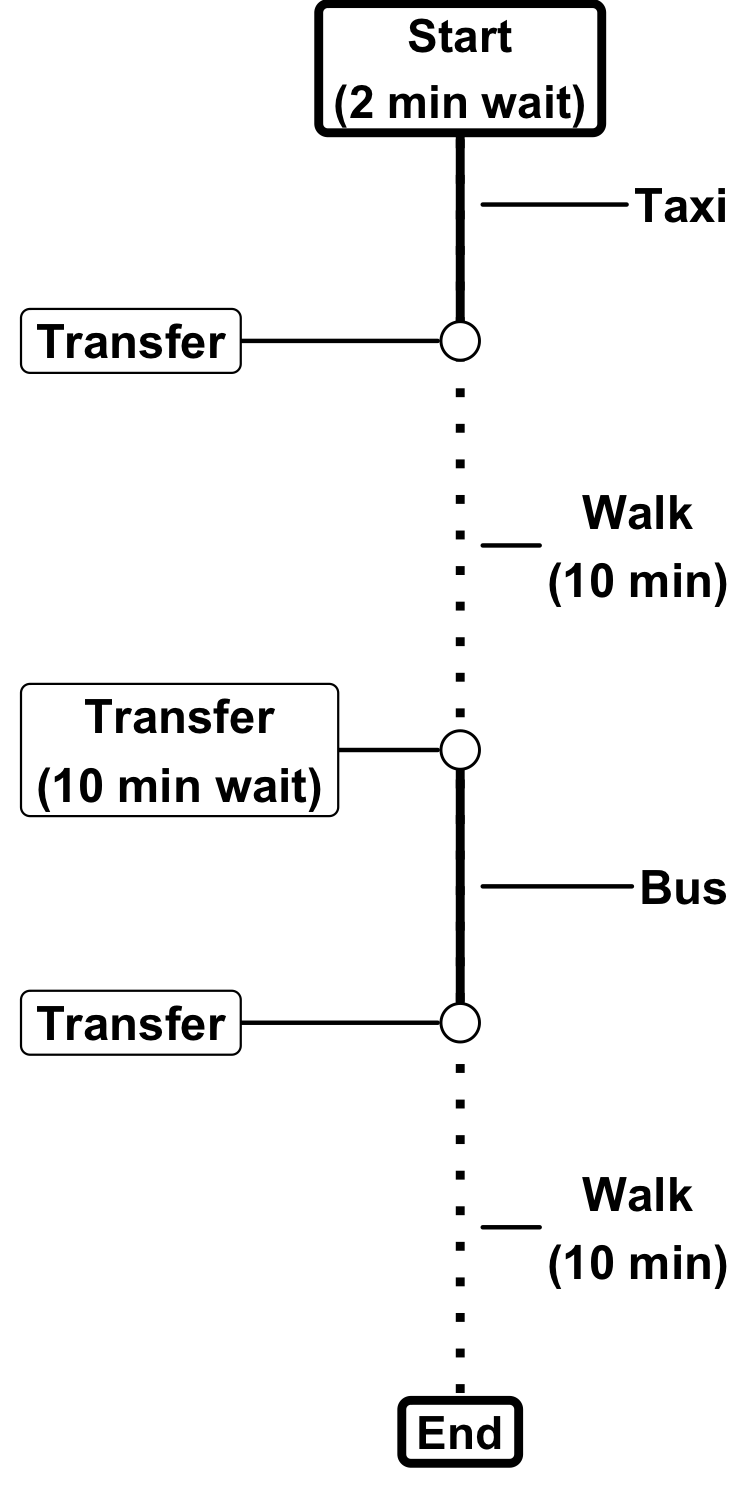 Start
(2 min wait)
Taxi
Transfer
Walk
(10 min)
Transfer
(10 min wait)
Bus
Transfer
Walk
(10 min)
End